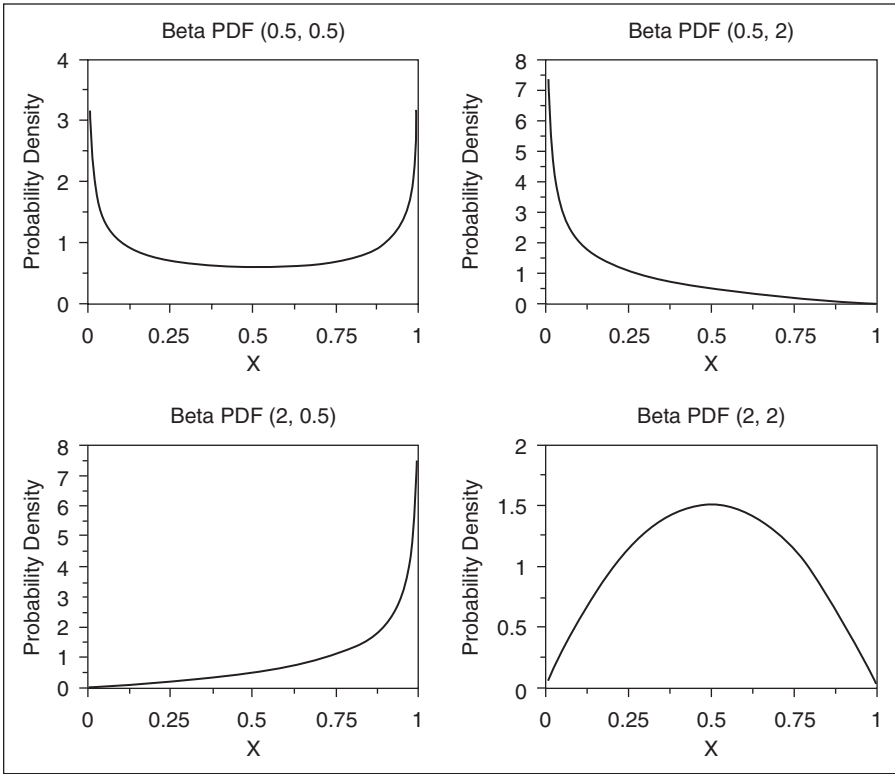 Beta PDF (0.5, 0.5)
4
3
2
1
0
Probability Density
0 0.25 0.5 0.75 1
X
Beta PDF (0.5, 2)
8
7
6
5
4
3
2
1
0
Probability Density
0 0.25 0.5 0.75 1
X
Beta PDF (2, 0.5)
8
7
6
5
4
3
2
1
0
Probability Density
0 0.25 0.5 0.75 1
X
Beta PDF (2, 2)
2
1.5
1
0.5
0
Probability Density
0 0.25 0.5 0.75 1
X